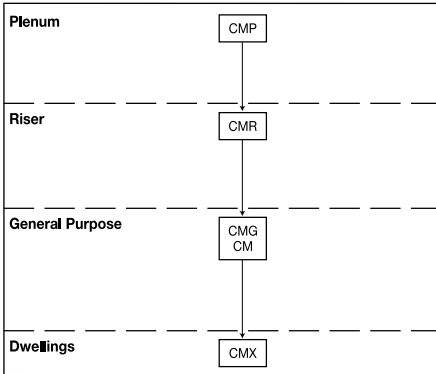 Plenum
CMP
Riser
CMR
General Purpose
CMG
CM
Dwellings
CMX